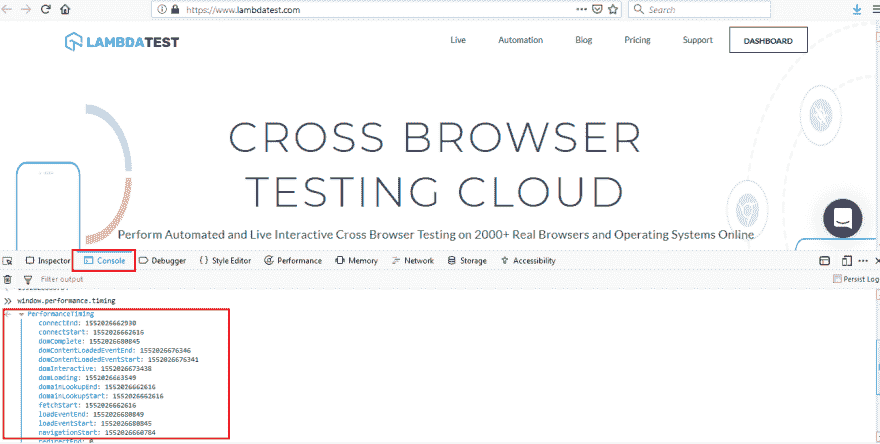 https://www.lambdatest.com
Search
LAMBDATEST
Live
Automation
Blog
Pricing
Support
DASHBOARD
CROSS BROWSER
TESTING CLOUD
Perform Automated and Live Interactive Cross Browser Testing on 2000+ Real Browsers and Operating Systems Online
Inspector
Console
Debugger
{ } Style Editor
Performance
Memory
Network
Storage
Accessibility
Filter output
Persist Log
window.performance.timing
PerformanceTiming
connectEnd: 1552026662930
connectStart: 1552026662616
domComplete: 1552026680845
domContentLoadedEventEnd: 1552026676346
domContentLoadedEventStart: 1552026676341
domInteractive: 1552026673438
domLoading: 1552026663549
domainLookupEnd: 1552026662616
domainLookupStart: 1552026662616
fetchStart: 1552026662616
loadEventEnd: 1552026680849
loadEventStart: 1552026680845
navigationStart: 1552026660784
redirectEnd: 0